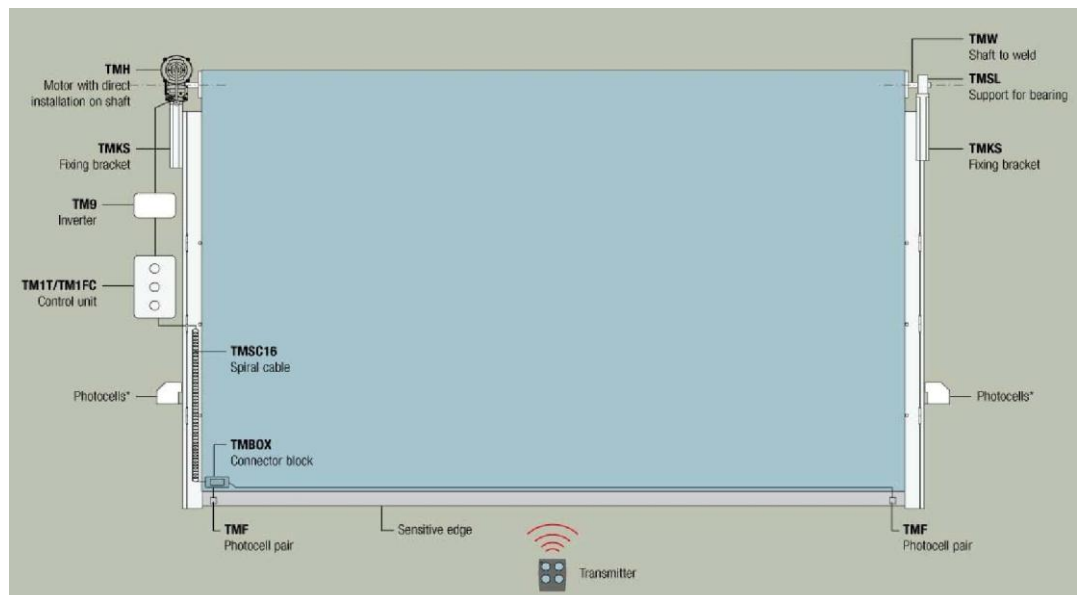 TMH
Motor with direct
installation on shaft
TMW
Shaft to weld
TMSL
Support for bearing
TMKS
Fixing bracket
TMKS
Fixing bracket
TM9
Inverter
TM1T/TM1FC
Control unit
TMSC16
Spiral cable
Photocells*
Photocells*
TMBOX
Connector block
TMF
Photocell pair
Sensitive edge
TMF
Photocell pair
Transmitter